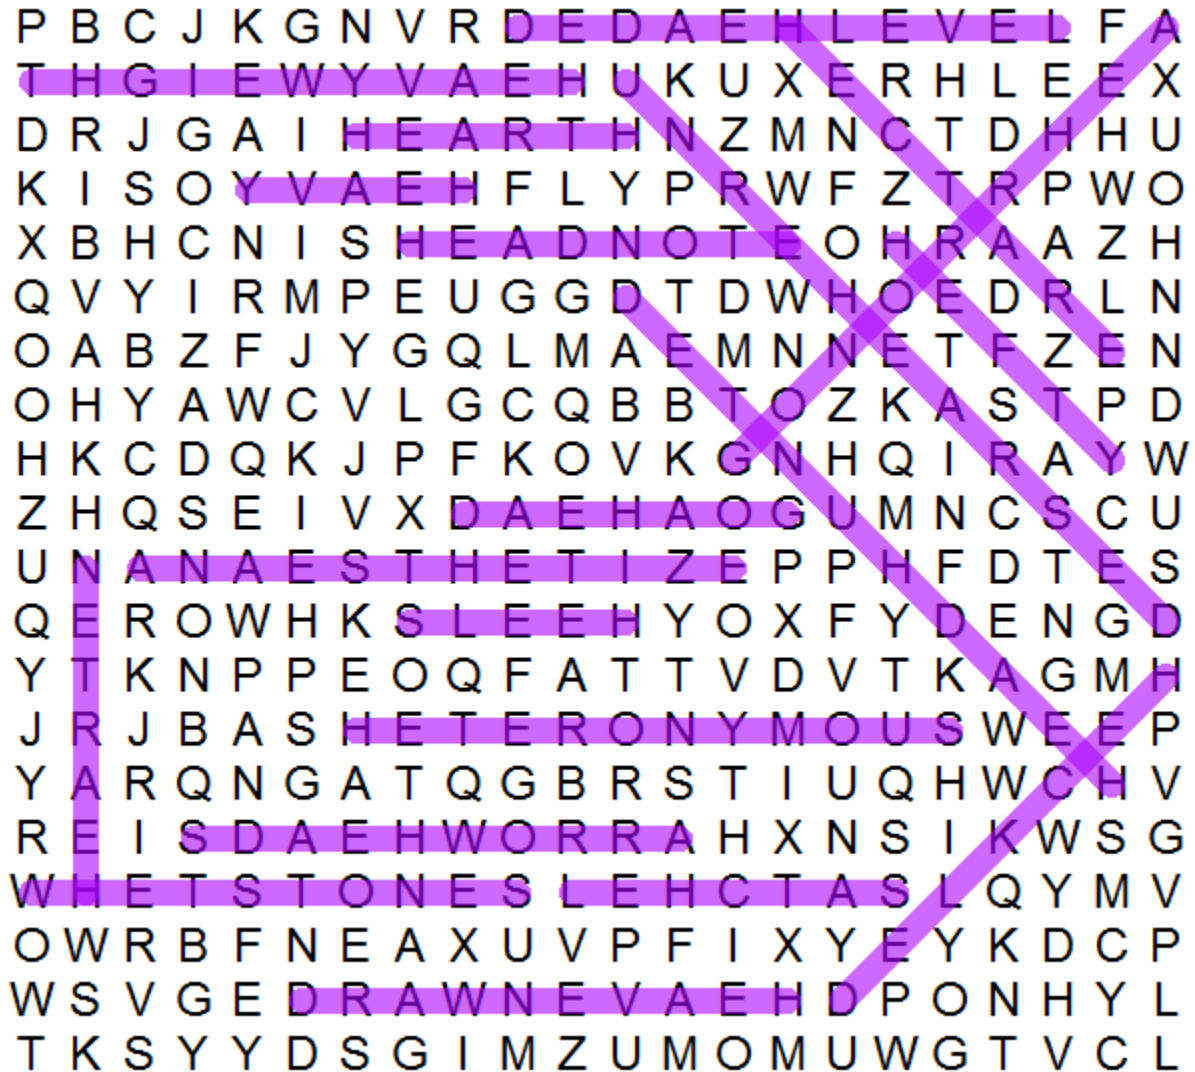 P B C J K G N V R D E D A E H L E V E L F A
T H G I E W Y V A E H U K U X E R H L E E X
D R J G A I H E A R T H N Z M N C T D H H U
K I S O Y V A E H F L Y P R W F Z T R P W O
X B H C N I S H E A D N O T E O H R A A Z H
Q V Y I R M P E U G G D T D W H O E D R L N
O A B Z F J Y G Q L M A E M N N E T F Z E N
O H Y A W C V L G C Q B B T O Z K A S T P D
H K C D Q K J P F K O V K G N H Q I R A Y W
Z H Q S E I V X D A E H A O G U M N C S C U
U N A N A E S T H E T I Z E P P H F D T E S
Q E R O W H K S L E E H Y O X F Y D E N G D
Y T K N P P E O Q F A T T V D V T K A G M H
J R J B A S H E T E R O N Y M O U S W E E P
Y A R Q N G A T Q G B R S T I U Q H W C H V
R E I S D A E H W O R R A H X N S I K W S G
W H E T S T O N E S L E H C T A S L Q Y M V
O W R B F N E A X U V P F I X Y E Y K D C P
W S V G E D R A W N E V A E H D P O N H Y L
T K S Y Y D S G I M Z U M O M U W G T V C L